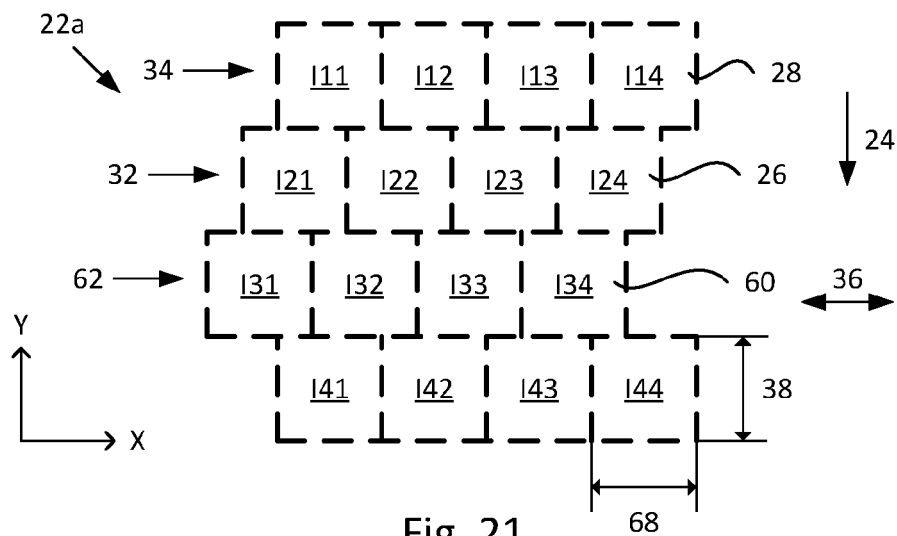 22a
34 I11 I12 I13 I14 28
24
32 I21 I22 I23 I24 26
62 I31 I32 I33 I34 60 36
Y
I41 I42 I43 I44 38
X
68
Fig. 21